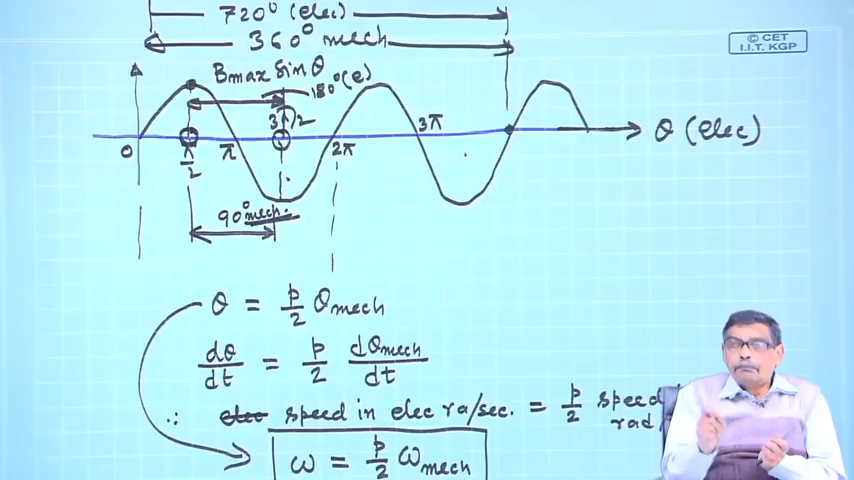 720° (elec)
360° mech
© CET
I.I.T. KGP
Bmax sinθ
180°(e)
3π/2
3π
θ (elec)
0
π/2
π
2π
90° mech.
θ = p/2 θmech
dθ/dt = p/2 dθmech/dt
∴ elec speed in elec ra/sec. = p/2 speed
rad
ω = p/2 ωmech